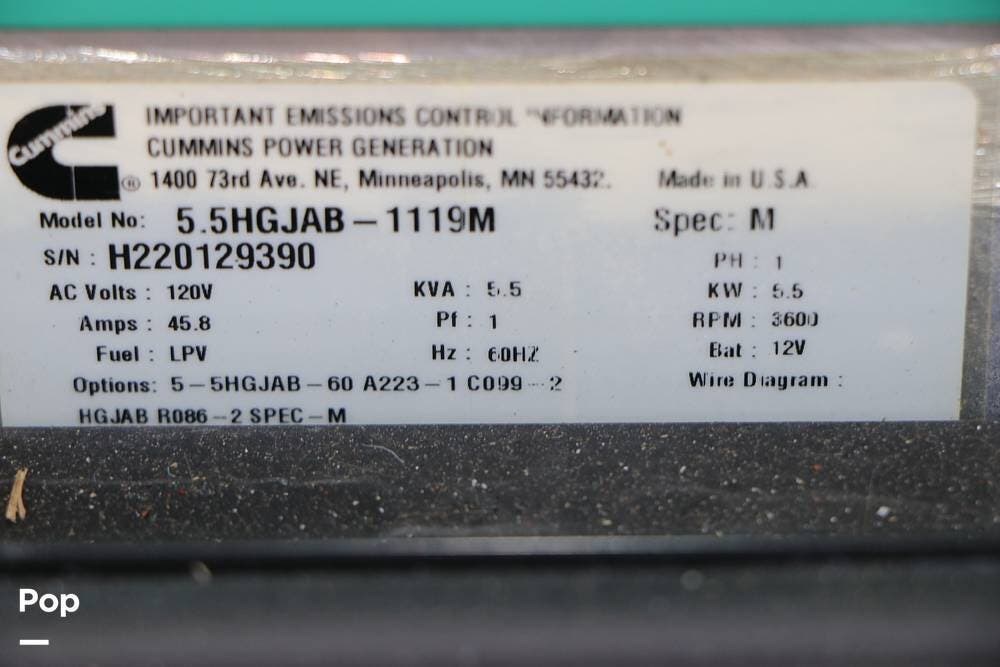 Cummins
IMPORTANT EMISSIONS CONTROL INFORMATION
CUMMINS POWER GENERATION
® 1400 73rd Ave. NE, Minneapolis, MN 55432. Made in U.S.A.
Model No: 5.5HGJAB – 1119M Spec: M
S/N : H220129390 PH : 1
AC Volts : 120V KVA : 5.5 KW : 5.5
Amps : 45.8 Pf : 1 RPM : 3600
Fuel : LPV Hz : 60HZ Bat : 12V
Options: 5 – 5HGJAB – 60 A223 – 1 C099 – 2 Wire Diagram :
HGJAB R086 – 2 SPEC – M
Pop